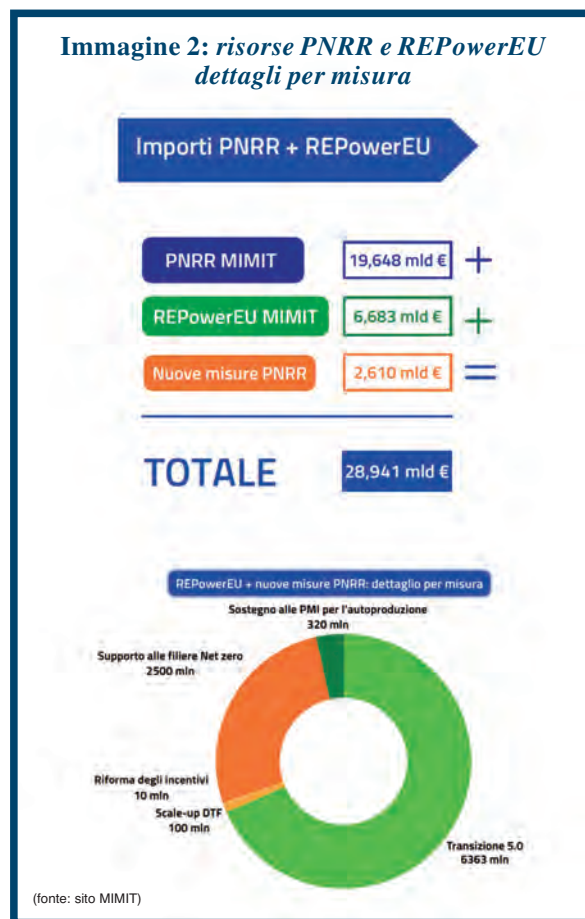 Immagine 2: risorse PNRR e REPowerEU
dettagli per misura
Importi PNRR + REPowerEU
PNRR MIMIT 19,648 mld € +
REPowerEU MIMIT 6,683 mld € +
Nuove misure PNRR 2,610 mld € =
TOTALE 28,941 mld €
REPowerEU + nuove misure PNRR: dettaglio per misura
Sostegno alle PMI per l'autoproduzione
320 mln
Supporto alle filiere Net zero
2500 mln
Riforma degli incentivi
10 mln
Scale-up DTF
100 mln
Transizione 5.0
6363 mln
(fonte: sito MIMIT)